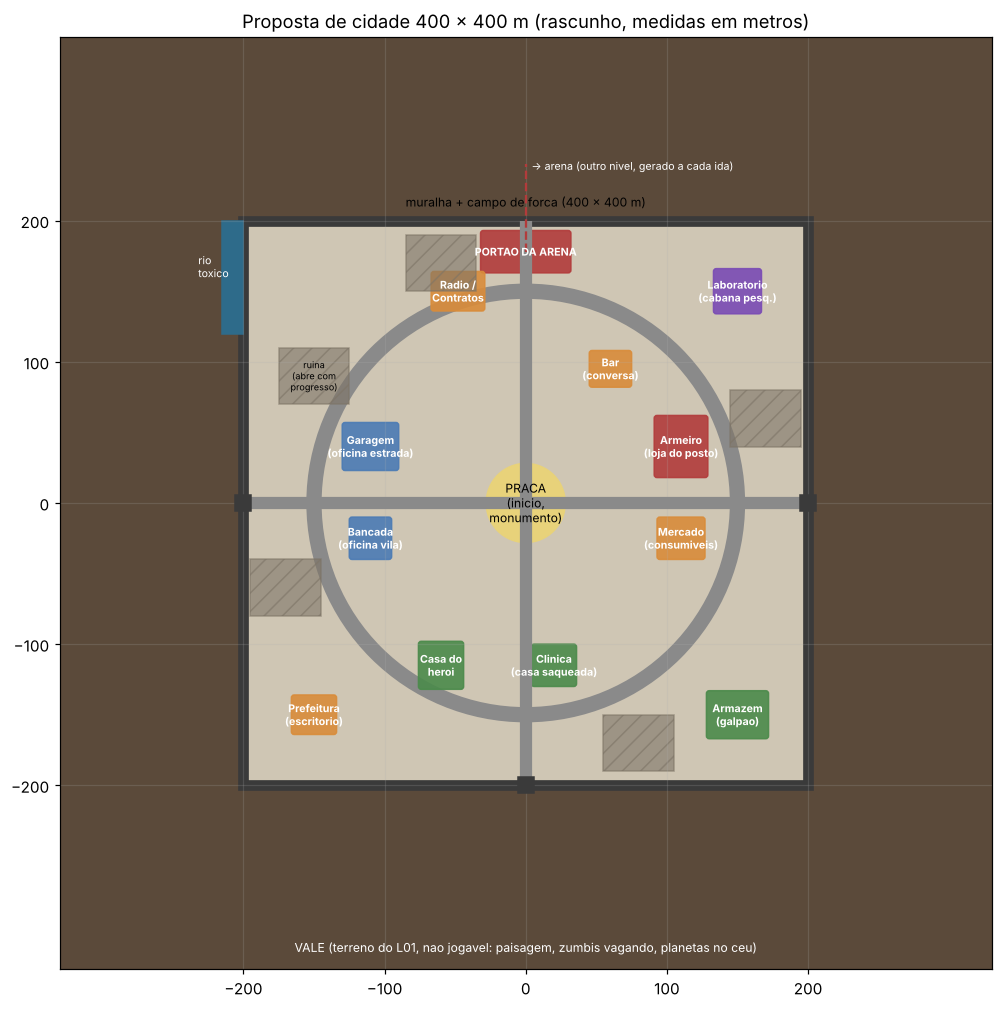 Proposta de cidade 400 × 400 m (rascunho, medidas em metros)
→ arena (outro nivel, gerado a cada ida)
muralha + campo de forca (400 × 400 m)
200
rio
toxico
PORTAO DA ARENA
Radio /
Contratos
Laboratorio
(cabana pesq.)
100
ruina
(abre com
progresso)
Bar
(conversa)
Garagem
(oficina estrada)
Armeiro
(loja do posto)
0
PRACA
(inicio,
monumento)
Bancada
(oficina vila)
Mercado
(consumiveis)
−100
Casa do
heroi
Clinica
(casa saqueada)
Prefeitura
(escritorio)
Armazem
(galpao)
−200
VALE (terreno do L01, nao jogavel: paisagem, zumbis vagando, planetas no ceu)
−200
−100
0
100
200